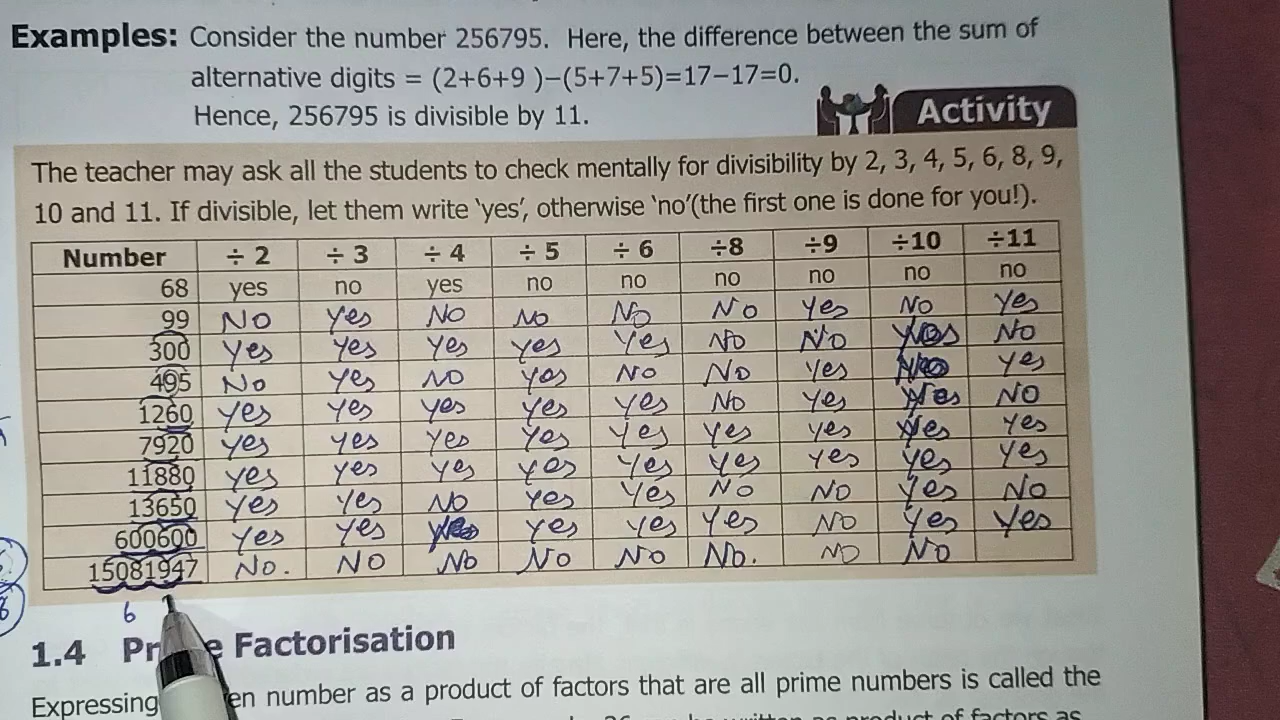 Examples: Consider the number 256795. Here, the difference between the sum of
alternative digits = (2+6+9 )−(5+7+5)=17−17=0.
Hence, 256795 is divisible by 11.
Activity
The teacher may ask all the students to check mentally for divisibility by 2, 3, 4, 5, 6, 8, 9,
10 and 11. If divisible, let them write ‘yes’, otherwise ‘no’(the first one is done for you!).
Number ÷ 2 ÷ 3 ÷ 4 ÷ 5 ÷ 6 ÷8 ÷9 ÷10 ÷11
68 yes no yes no no no no no no
99 No Yes No No No No Yes No Yes
300 Yes Yes Yes Yes Yes No No Yes No
495 No Yes No Yes No No Yes No Yes
1260 Yes Yes Yes Yes Yes No Yes Yes No
7920 Yes Yes Yes Yes Yes Yes Yes Yes Yes
11880 Yes Yes Yes Yes Yes Yes Yes Yes Yes
13650 Yes Yes No Yes Yes No No Yes No
600600 Yes Yes Yes Yes Yes Yes No Yes Yes
15081947 No. No No No No No. No No
6
1.4 Pr e Factorisation
Expressing en number as a product of factors that are all prime numbers is called the
product of factors as